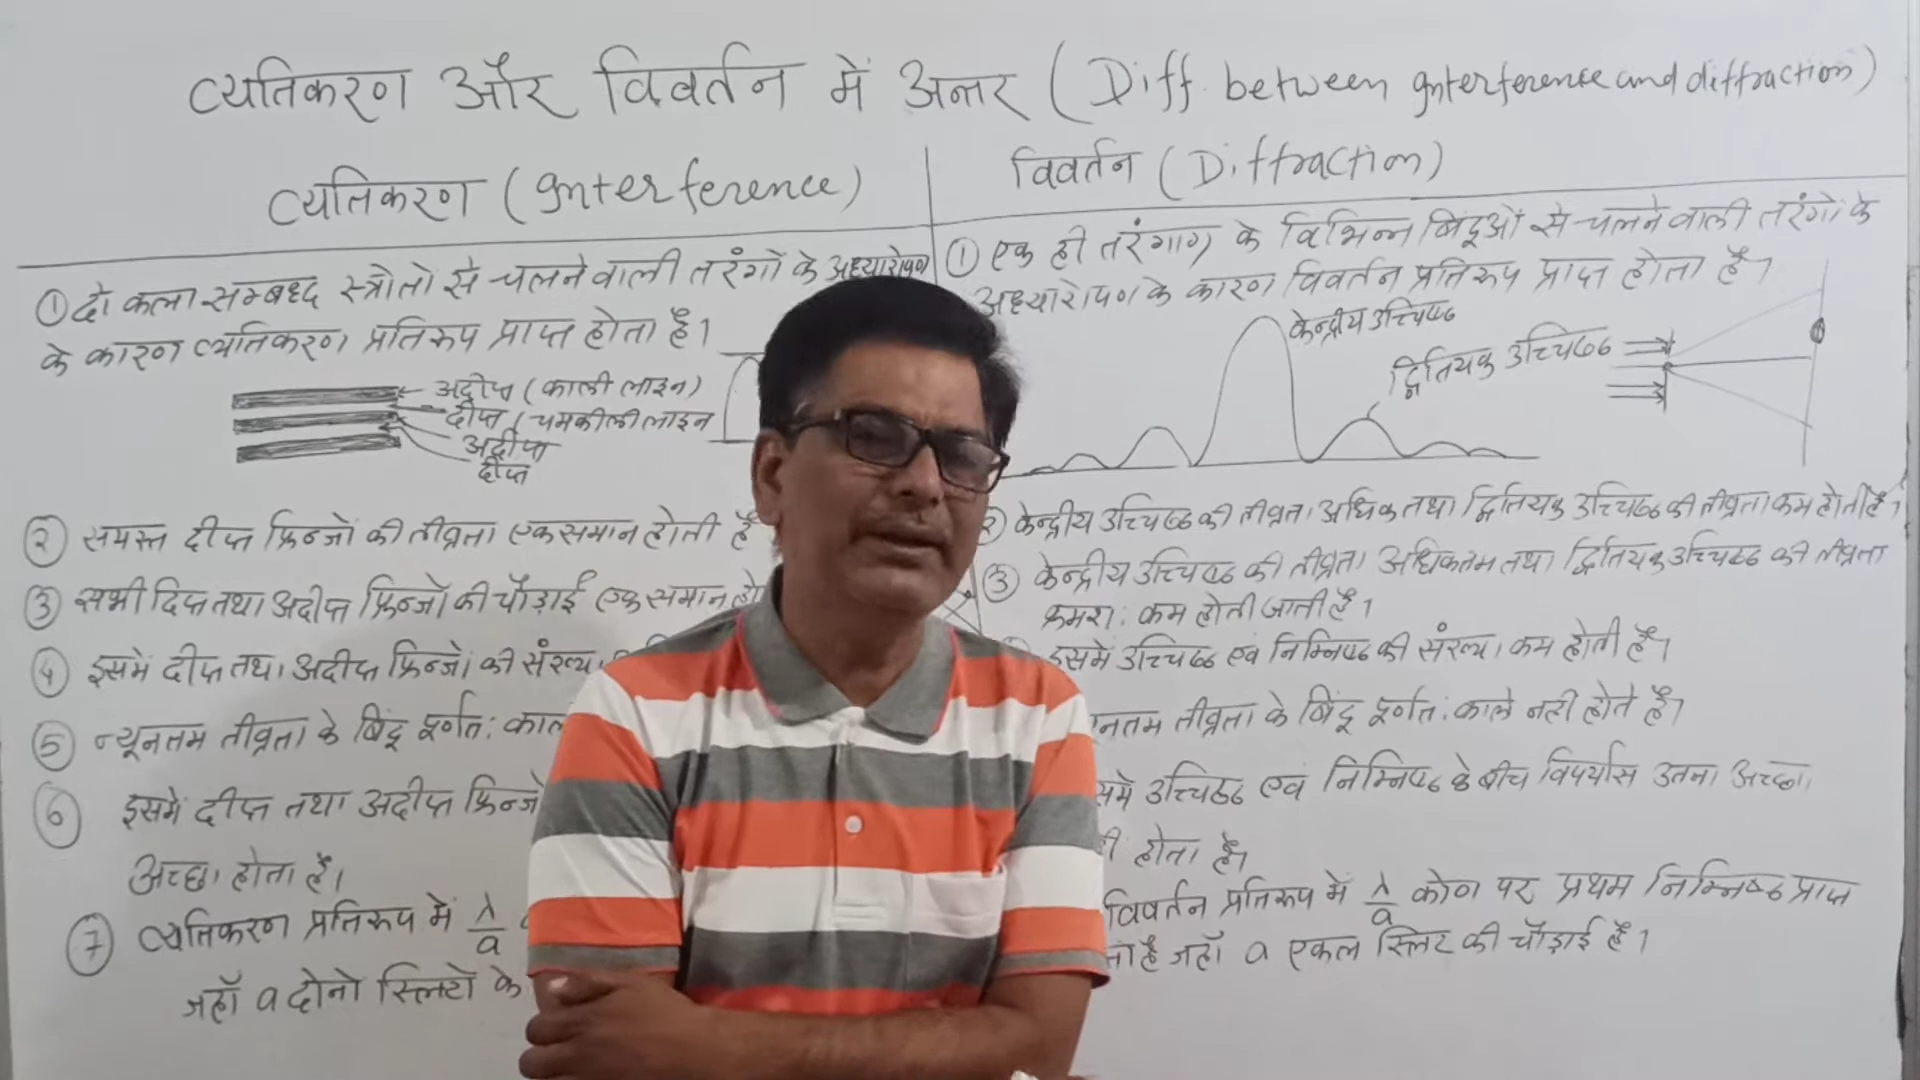 व्यतिकरण और विवर्तन में अन्तर (Diff. between Interference and diffraction)
व्यतिकरण (Interference)
① दो कला सम्बध्द स्त्रोतो से चलने वाली तरंगों के अध्यारोपण
के कारण व्यतिकरण प्रतिरूप प्राप्त होता है।
अदीप्त (काली लाइन)
दीप्त (चमकीली लाइन
अदीप्त
दीप्त
② समस्त दीप्त फ्रिन्जों की तीव्रता एकसमान होती है
③ सभी दिप्त तथा अदीप्त फ्रिन्जों की चौड़ाई एक समान हो
④ इसमें दीप्त तथा अदीप्त फ्रिन्जों की संख्या
⑤ न्यूनतम तीव्रता के बिंदू पूर्णत: काले
⑥ इसमें दीप्त तथा अदीप्त फ्रिन्जो
अच्छा होता है।
⑦ व्यतिकरण प्रतिरूप में λ/a
जहाँ a दोनो स्लिटो के
विवर्तन (Diffraction)
① एक ही तरंगाग्र के विभिन्न बिंदूओं से चलने वाली तरंगो के
अध्यारोपण के कारण विवर्तन प्रतिरूप प्राप्त होता है।
केन्द्रीय उच्चिष्ठ
द्वितियक उच्चिष्ठ
② केन्द्रीय उच्चिष्ठ की तीव्रता अधिक तथा द्वितियक उच्चिष्ठ की तीव्रता कम होती है।
③ केन्द्रीय उच्चिष्ठ की तीव्रता अधिकतम तथा द्वितियक उच्चिष्ठ की तीव्रता
क्रमश: कम होती जाती है।
इसमें उच्चिष्ठ एवं निम्निष्ठ की संख्या कम होती है।
नतम तीव्रता के बिंदू पूर्णत: काले नही होते है।
समें उच्चिष्ठ एवं निम्निष्ठ के बीच विपर्यास उतना अच्छा
ही होता है।
विवर्तन प्रतिरूप में λ/a कोण पर प्रथम निम्निष्ठ प्राप्त
ता है जहाँ a एकल स्लिट की चौड़ाई है।